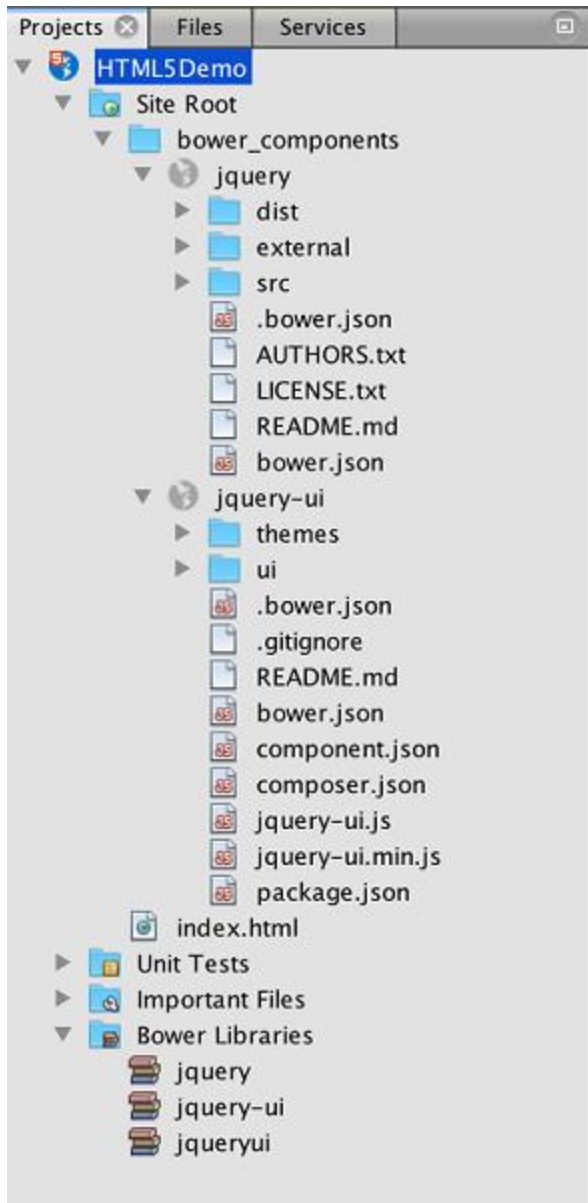 Projects Files Services
HTML5Demo
Site Root
bower_components
jquery
dist
external
src
.bower.json
AUTHORS.txt
LICENSE.txt
README.md
bower.json
jquery-ui
themes
ui
.bower.json
.gitignore
README.md
bower.json
component.json
composer.json
jquery-ui.js
jquery-ui.min.js
package.json
index.html
Unit Tests
Important Files
Bower Libraries
jquery
jquery-ui
jqueryui